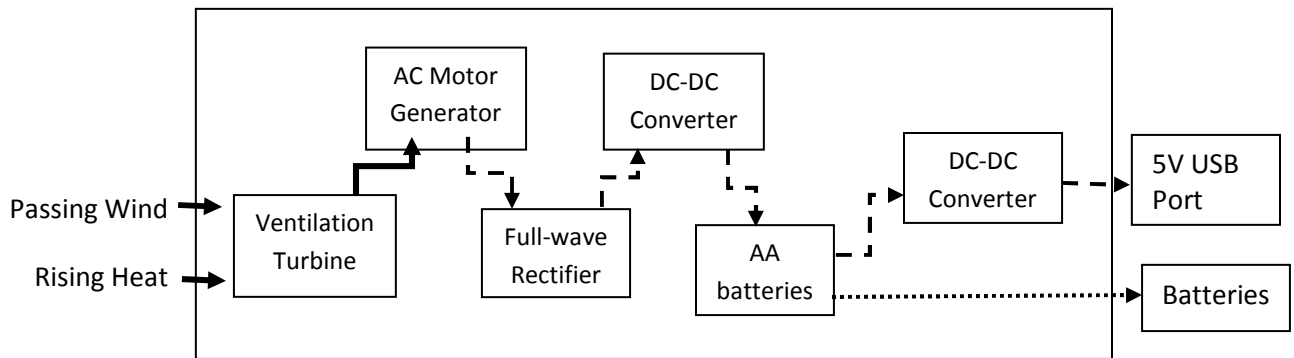 Passing Wind
Rising Heat
Ventilation
Turbine
AC Motor
Generator
Full-wave
Rectifier
DC-DC
Converter
AA
batteries
DC-DC
Converter
5V USB
Port
Batteries